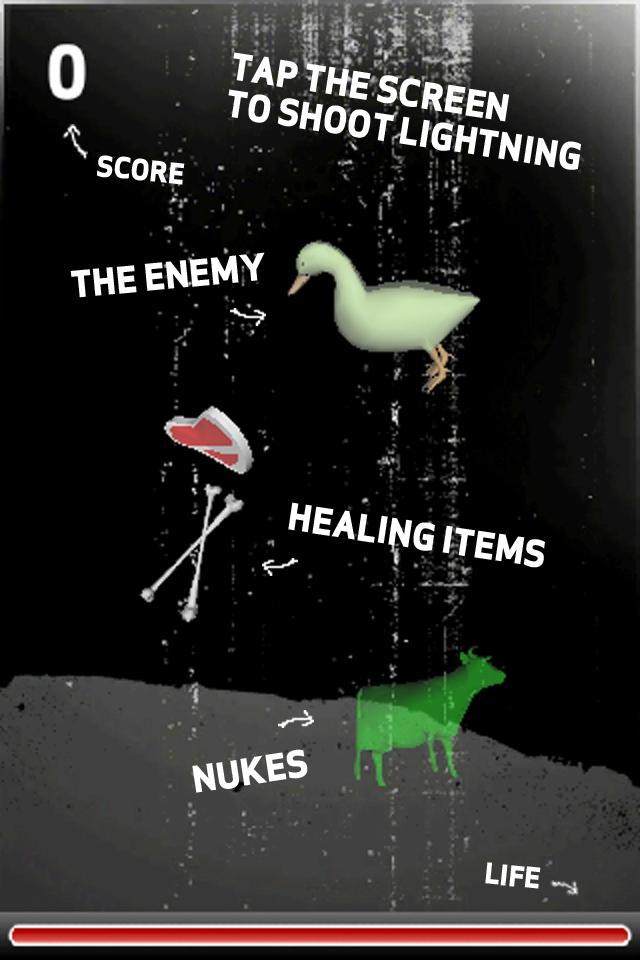 0
TAP THE SCREEN
TO SHOOT LIGHTNING
SCORE
THE ENEMY
HEALING ITEMS
NUKES
LIFE